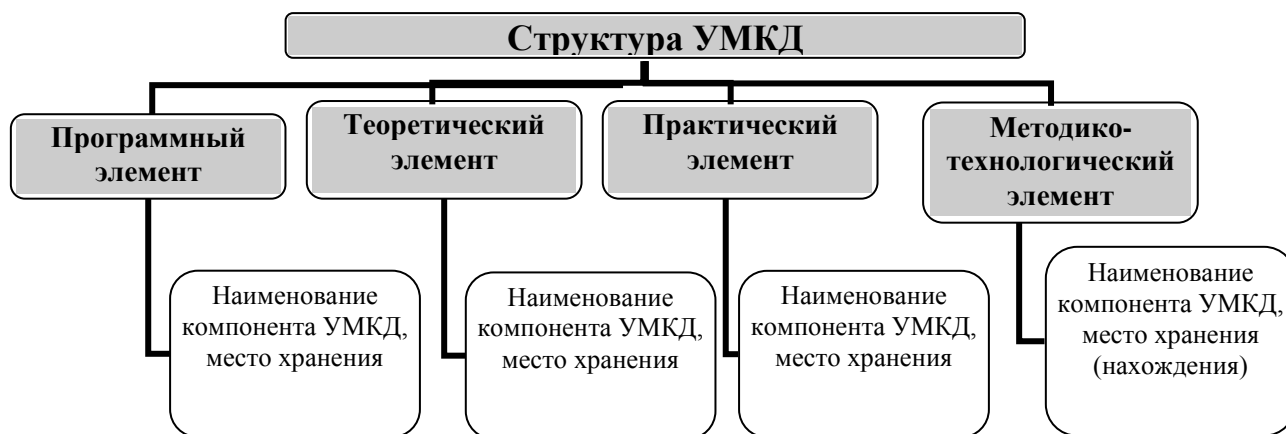 Структура УМКД
Программный
элемент
Теоретический
элемент
Практический
элемент
Методико-
технологический
элемент
Наименование
компонента УМКД,
место хранения
Наименование
компонента УМКД,
место хранения
Наименование
компонента УМКД,
место хранения
Наименование
компонента УМКД,
место хранения
(нахождения)